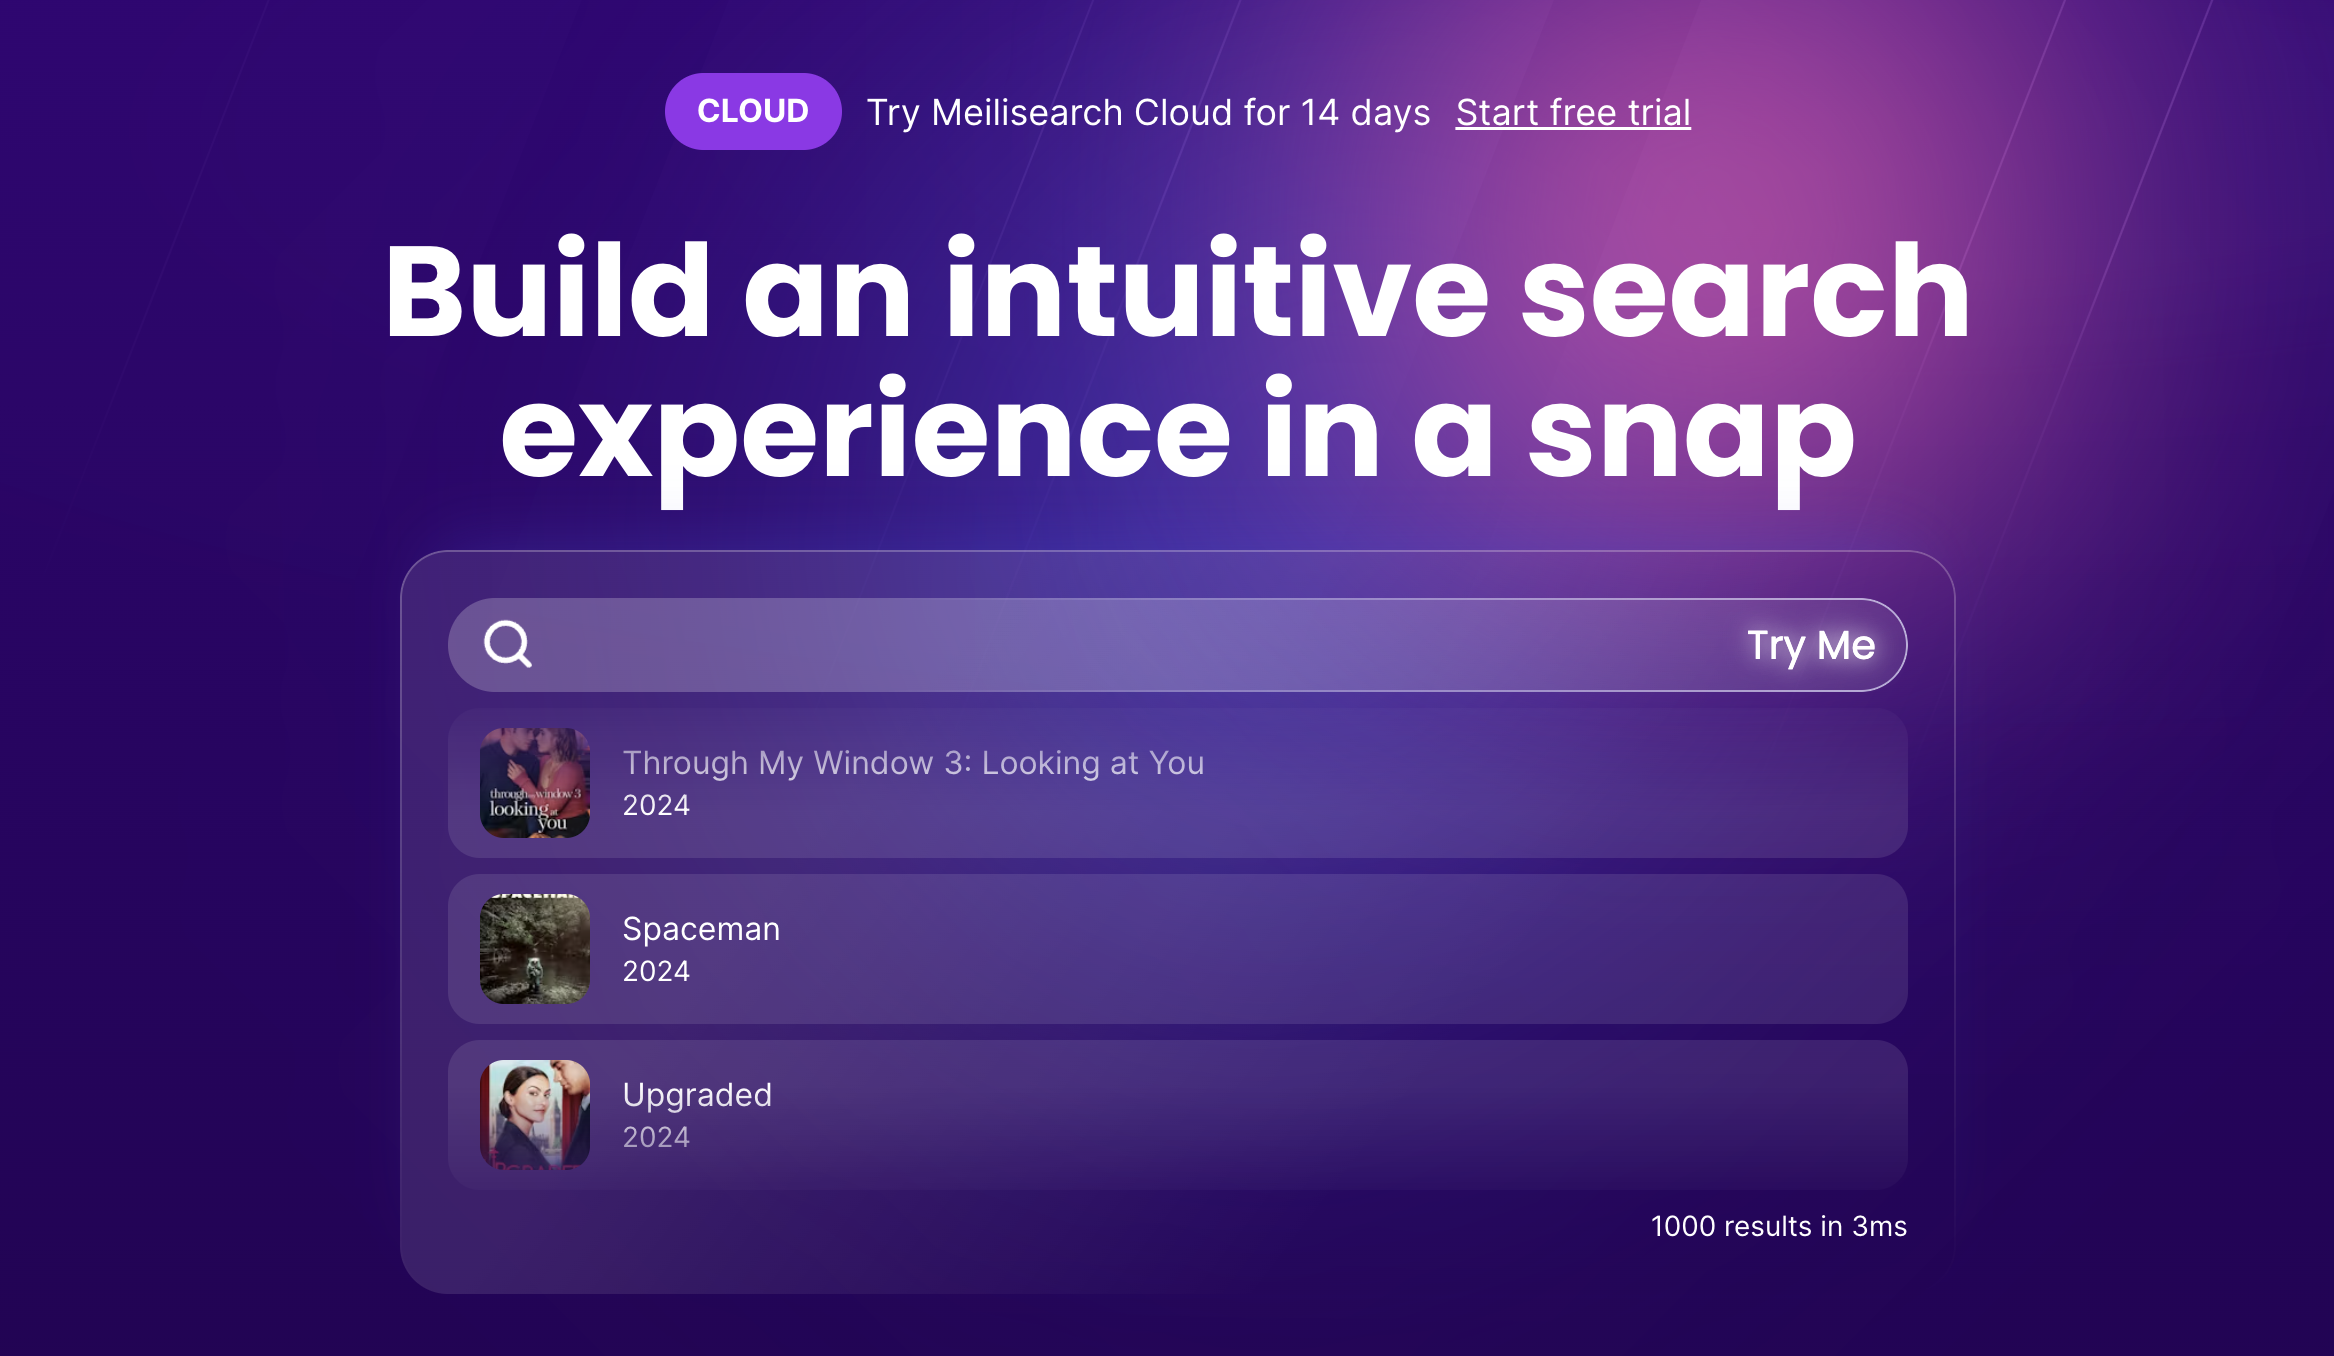 CLOUD Try Meilisearch Cloud for 14 days Start free trial
Build an intuitive search
experience in a snap
Try Me
through my window 3
looking at
you
Through My Window 3: Looking at You
2024
Spaceman
2024
Upgraded
2024
1000 results in 3ms